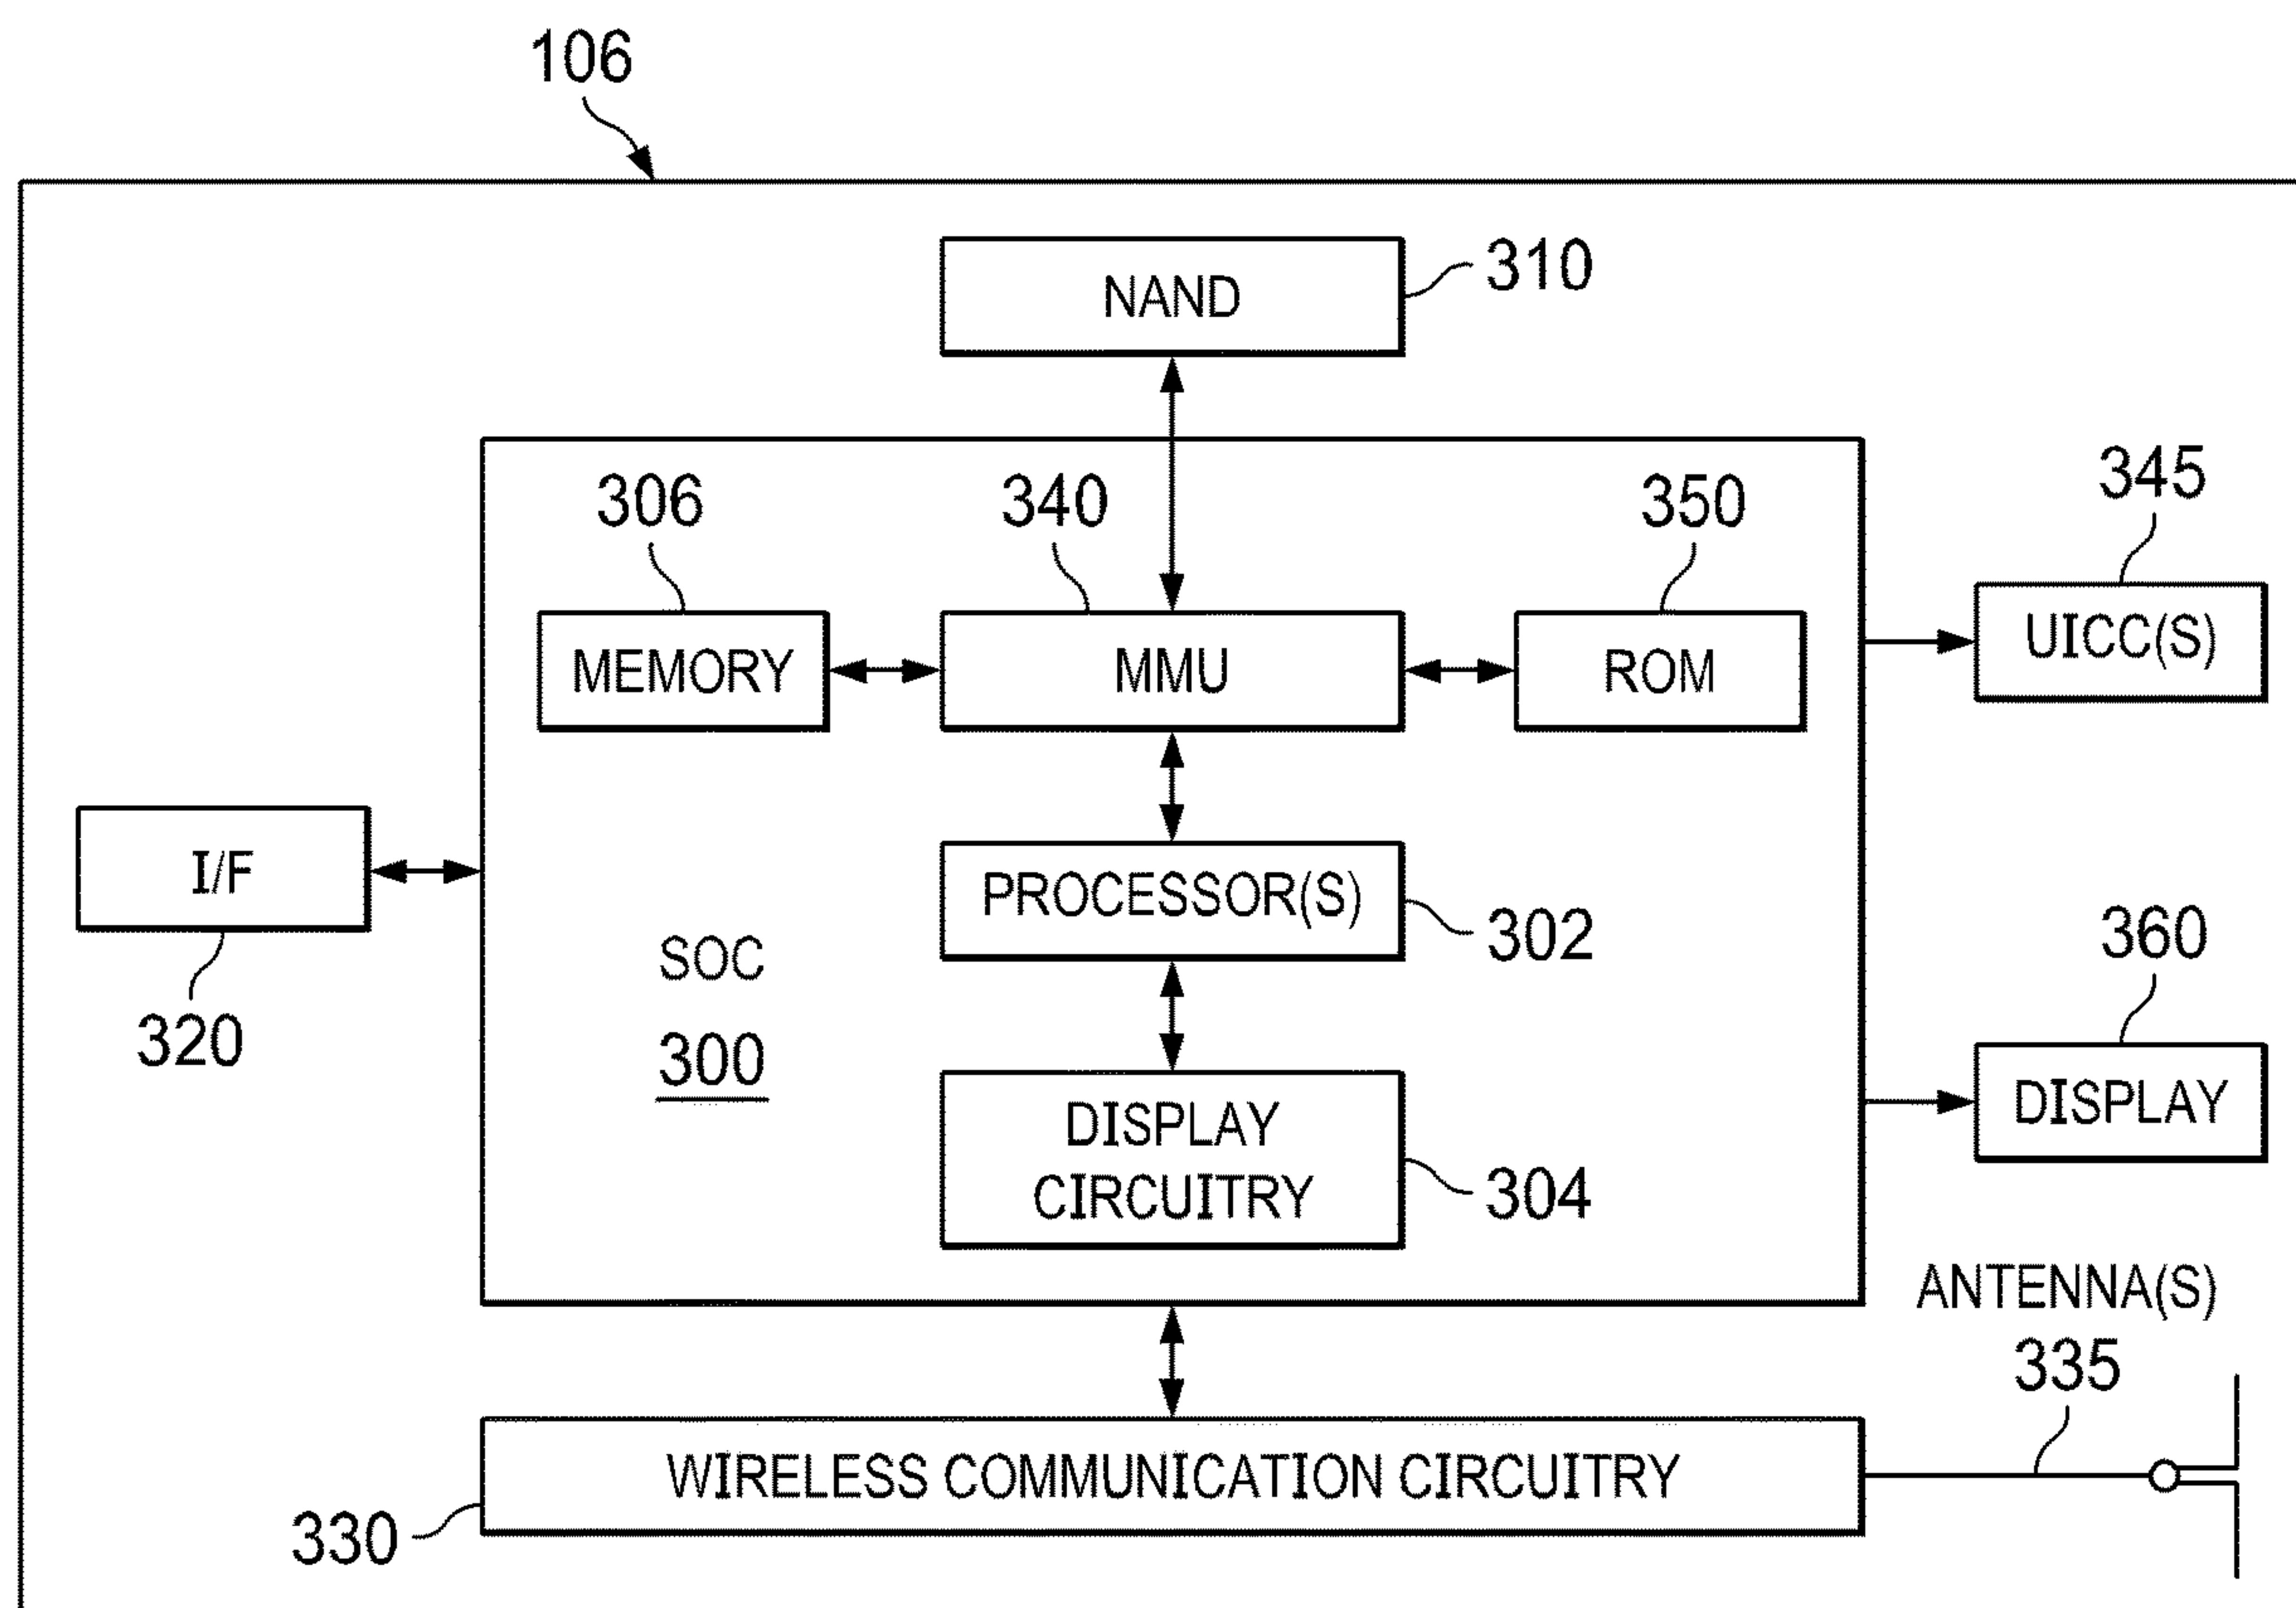 106
NAND
310
306
340
350
345
MEMORY
MMU
ROM
UICC(S)
I/F
320
PROCESSOR(S)
302
SOC
300
360
DISPLAY
DISPLAY
CIRCUITRY
304
ANTENNA(S)
335
WIRELESS COMMUNICATION CIRCUITRY
330